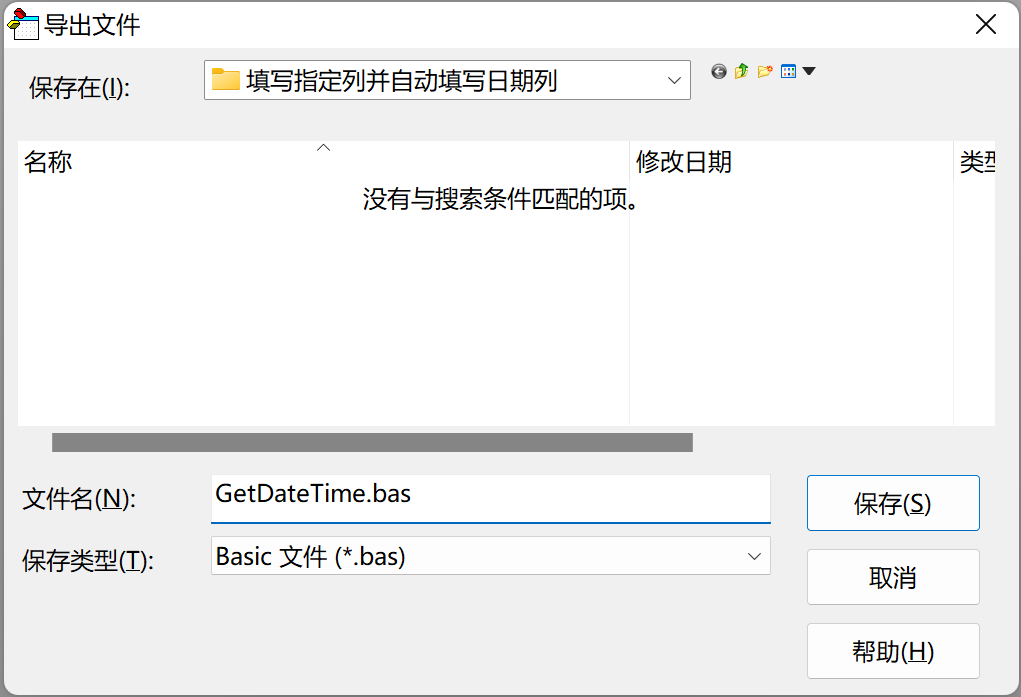 导出文件
保存在(I):
填写指定列并自动填写日期列
名称
修改日期
类型
没有与搜索条件匹配的项。
文件名(N):
GetDateTime.bas
保存(S)
保存类型(T):
Basic 文件 (*.bas)
取消
帮助(H)